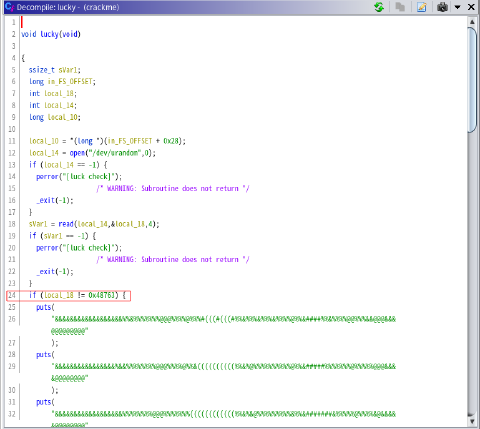 Decompile: lucky - (crackme)
1
2 void lucky(void)
3
4 {
5 ssize_t sVar1;
6 long in_FS_OFFSET;
7 int local_18;
8 int local_14;
9 long local_10;
10
11 local_10 = *(long *)(in_FS_OFFSET + 0x28);
12 local_14 = open("/dev/urandom",0);
13 if (local_14 == -1) {
14 perror("[luck check]");
15 /* WARNING: Subroutine does not return */
16 _exit(-1);
17 }
18 sVar1 = read(local_14,&local_18,4);
19 if (sVar1 == -1) {
20 perror("[luck check]");
21 /* WARNING: Subroutine does not return */
22 _exit(-1);
23 }
24 if (local_18 != 0x48763) {
25 puts(
26
27 );
28 puts(
29
30 );
31 puts(
32